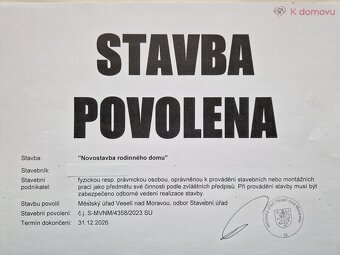 K domovu
STAVBA
POVOLENA
Stavba: "Novostavba rodinného domu"
Stavebník:
Stavební podnikatel: fyzickou resp. právnickou osobou, oprávněnou k provádění stavebních nebo montážních
prací jako předmětu své činnosti podle zvláštních předpisů. Při provádění stavby musí být
zabezpečeno odborné vedení realizace stavby.
Stavbu povolil: Městský úřad Veselí nad Moravou, odbor Stavební úřad
Stavební povolení: č.j. S-MVNM/4358/2023 SÚ
Termín dokončení: 31.12.2026